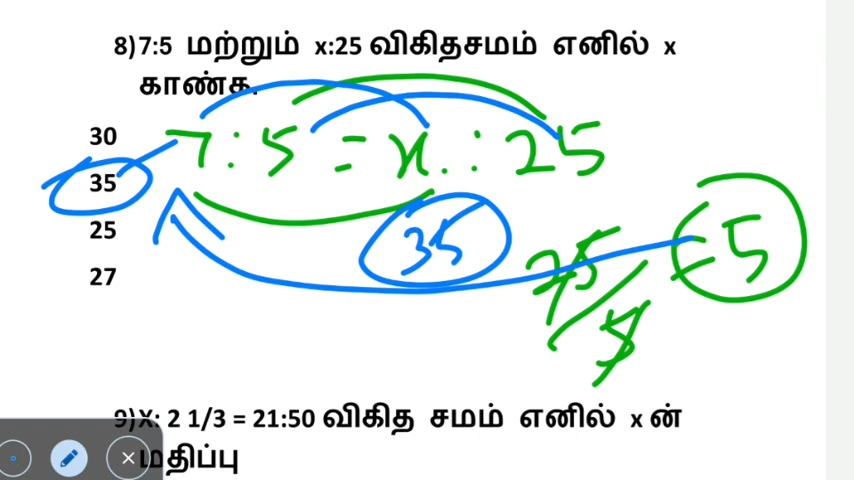 8)7:5 மற்றும் x:25 விகிதசமம் எனில் x
காண்க.
7:5 = x:25
30
35
25
27
35
25/5 = 5
9)X: 2 1/3 = 21:50 விகித சமம் எனில் x ன்
மதிப்பு